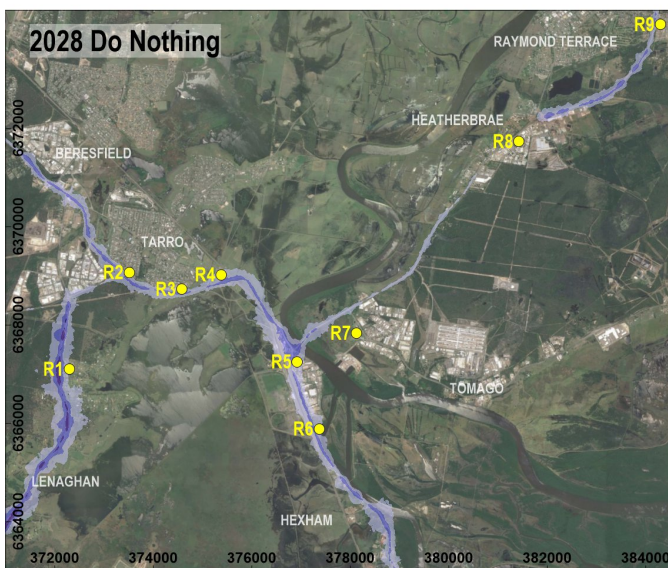 2028 Do Nothing
R9
RAYMOND TERRACE
HEATHERBRAE
R8
BERESFIELD
TARRO
R2
R3
R4
R7
R5
R1
TOMAGO
R6
LENAGHAN
HEXHAM
6372000
6370000
6368000
6366000
6364000
372000 374000 376000 378000 380000 382000 384000